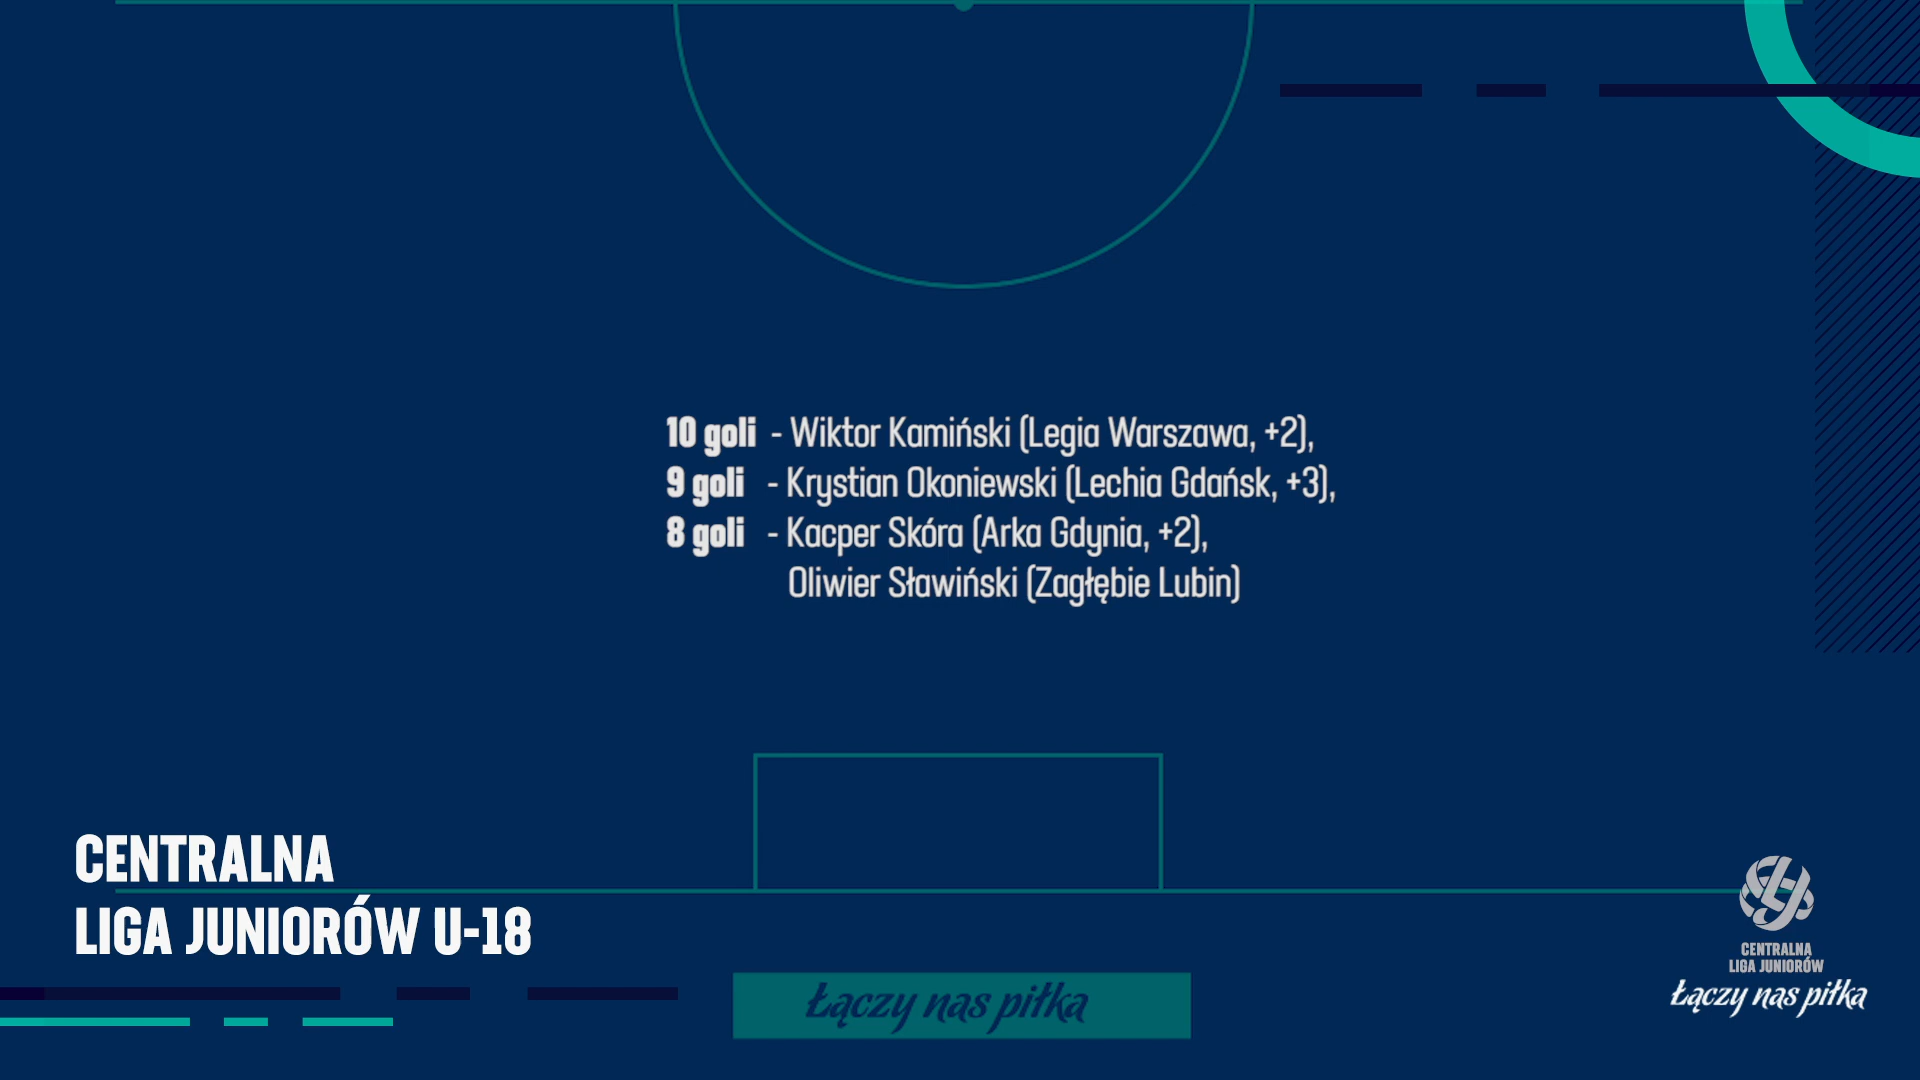 10 goli - Wiktor Kamiński (Legia Warszawa, +2),
9 goli - Krystian Okoniewski (Lechia Gdańsk, +3),
8 goli - Kacper Skóra (Arka Gdynia, +2),
Oliwier Sławiński (Zagłębie Lubin)
CENTRALNA
LIGA JUNIORÓW U-18
Łączy nas piłka
CENTRALNA
LIGA JUNIORÓW
Łączy nas piłka